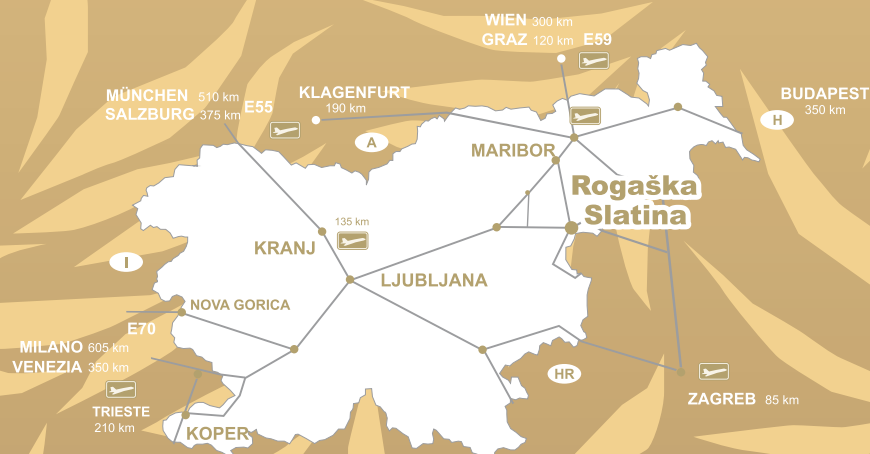 WIEN 300 km
GRAZ 120 km E59
MÜNCHEN 510 km
SALZBURG 375 km E55
KLAGENFURT
190 km
BUDAPEST
350 km
H
A
MARIBOR
Rogaška
Slatina
135 km
KRANJ
I
LJUBLJANA
NOVA GORICA
E70
MILANO 605 km
VENEZIA 350 km
HR
TRIESTE
210 km
KOPER
ZAGREB 85 km